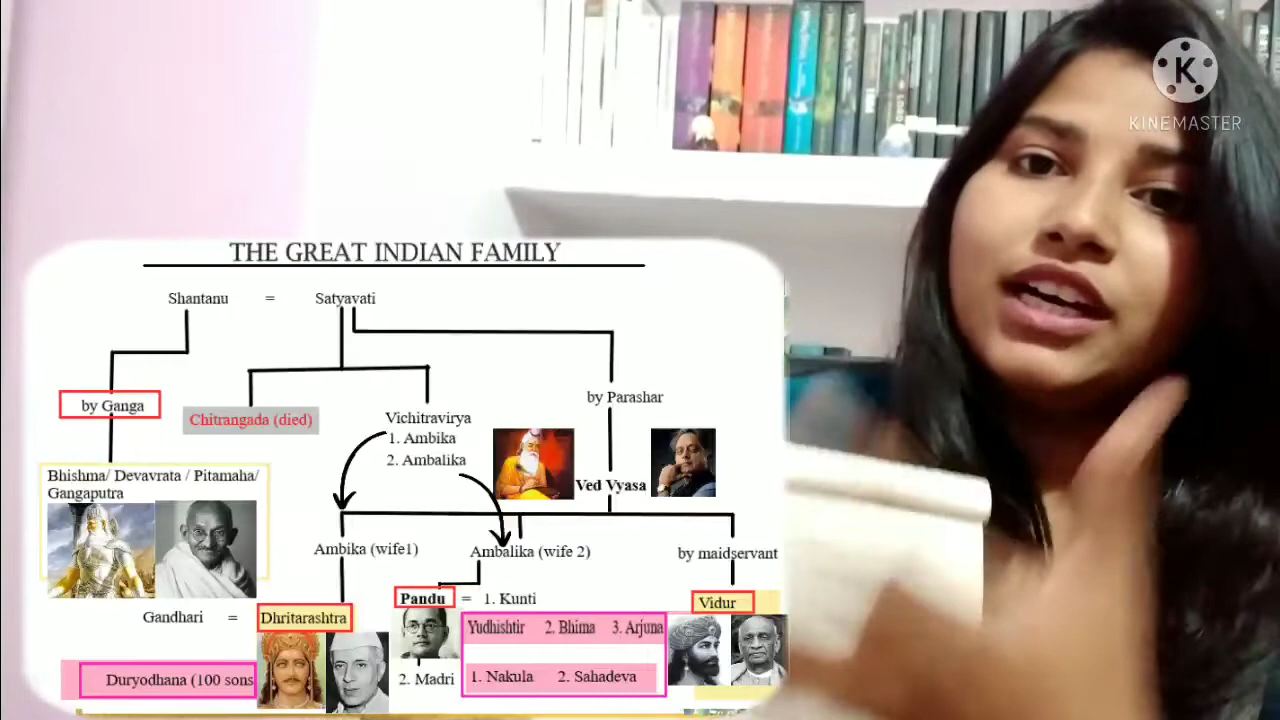 K
KINEMASTER
THE GREAT INDIAN FAMILY
Shantanu = Satyavati
by Ganga
Chitrangada (died)
by Parashar
Vichitravirya
1. Ambika
2. Ambalika
Bhishma/ Devavrata / Pitamaha/
Gangaputra
Ved Vyasa
Ambika (wife1)
Ambalika (wife 2)
by maidservant
Gandhari = Dhritarashtra
Pandu = 1. Kunti
Vidur
Yudhishtir 2. Bhima 3. Arjuna
Duryodhana (100 sons
2. Madri
1. Nakula 2. Sahadeva